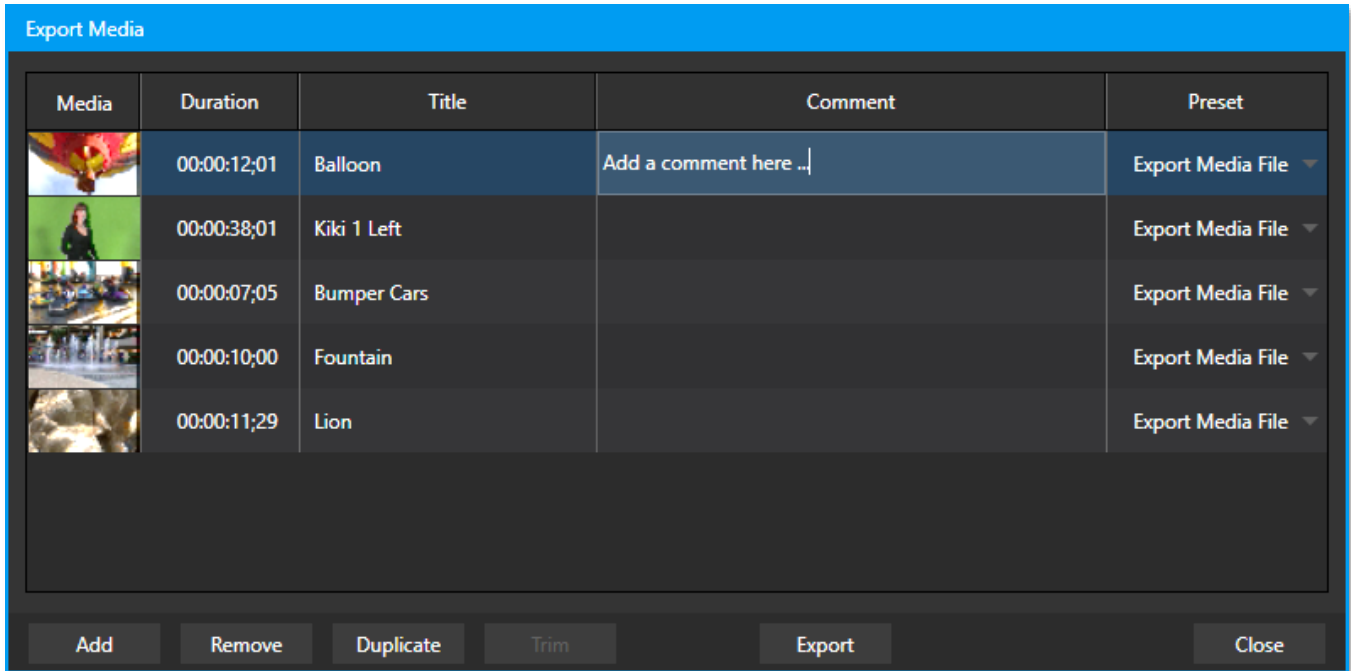 Export Media
Media Duration Title Comment Preset
00:00:12;01 Balloon Add a comment here ... Export Media File
00:00:38;01 Kiki 1 Left Export Media File
00:00:07;05 Bumper Cars Export Media File
00:00:10;00 Fountain Export Media File
00:00:11;29 Lion Export Media File
Add Remove Duplicate Trim Export Close